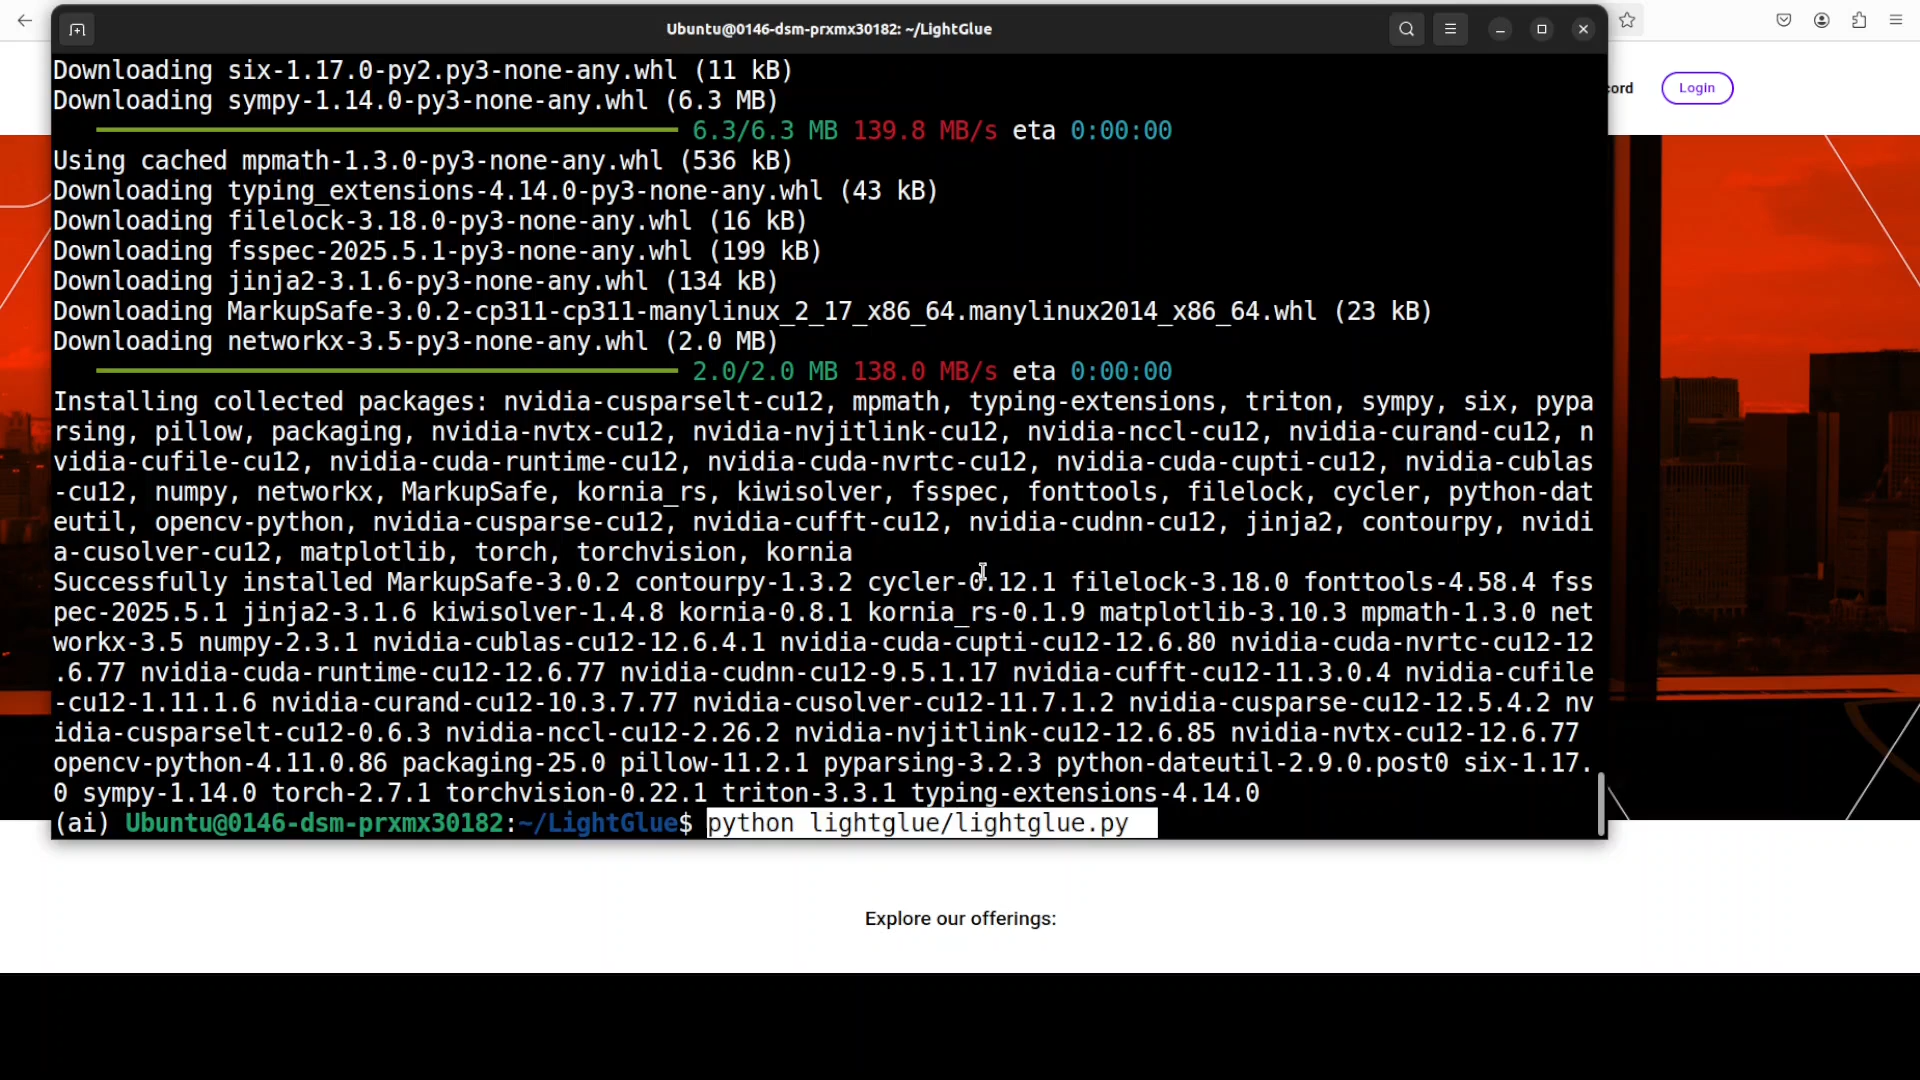 Ubuntu@0146-dsm-prxmx30182: ~/LightGlue
cord
Login
Downloading six-1.17.0-py2.py3-none-any.whl (11 kB)
Downloading sympy-1.14.0-py3-none-any.whl (6.3 MB)
6.3/6.3 MB 139.8 MB/s eta 0:00:00
Using cached mpmath-1.3.0-py3-none-any.whl (536 kB)
Downloading typing_extensions-4.14.0-py3-none-any.whl (43 kB)
Downloading filelock-3.18.0-py3-none-any.whl (16 kB)
Downloading fsspec-2025.5.1-py3-none-any.whl (199 kB)
Downloading jinja2-3.1.6-py3-none-any.whl (134 kB)
Downloading MarkupSafe-3.0.2-cp311-cp311-manylinux_2_17_x86_64.manylinux2014_x86_64.whl (23 kB)
Downloading networkx-3.5-py3-none-any.whl (2.0 MB)
2.0/2.0 MB 138.0 MB/s eta 0:00:00
Installing collected packages: nvidia-cusparselt-cu12, mpmath, typing-extensions, triton, sympy, six, pypa
rsing, pillow, packaging, nvidia-nvtx-cu12, nvidia-nvjitlink-cu12, nvidia-nccl-cu12, nvidia-curand-cu12, n
vidia-cufile-cu12, nvidia-cuda-runtime-cu12, nvidia-cuda-nvrtc-cu12, nvidia-cuda-cupti-cu12, nvidia-cublas
-cu12, numpy, networkx, MarkupSafe, kornia_rs, kiwisolver, fsspec, fonttools, filelock, cycler, python-dat
eutil, opencv-python, nvidia-cusparse-cu12, nvidia-cufft-cu12, nvidia-cudnn-cu12, jinja2, contourpy, nvidi
a-cusolver-cu12, matplotlib, torch, torchvision, kornia
Successfully installed MarkupSafe-3.0.2 contourpy-1.3.2 cycler-0.12.1 filelock-3.18.0 fonttools-4.58.4 fss
pec-2025.5.1 jinja2-3.1.6 kiwisolver-1.4.8 kornia-0.8.1 kornia_rs-0.1.9 matplotlib-3.10.3 mpmath-1.3.0 net
workx-3.5 numpy-2.3.1 nvidia-cublas-cu12-12.6.4.1 nvidia-cuda-cupti-cu12-12.6.80 nvidia-cuda-nvrtc-cu12-12
.6.77 nvidia-cuda-runtime-cu12-12.6.77 nvidia-cudnn-cu12-9.5.1.17 nvidia-cufft-cu12-11.3.0.4 nvidia-cufile
-cu12-1.11.1.6 nvidia-curand-cu12-10.3.7.77 nvidia-cusolver-cu12-11.7.1.2 nvidia-cusparse-cu12-12.5.4.2 nv
idia-cusparselt-cu12-0.6.3 nvidia-nccl-cu12-2.26.2 nvidia-nvjitlink-cu12-12.6.85 nvidia-nvtx-cu12-12.6.77
opencv-python-4.11.0.86 packaging-25.0 pillow-11.2.1 pyparsing-3.2.3 python-dateutil-2.9.0.post0 six-1.17.
0 sympy-1.14.0 torch-2.7.1 torchvision-0.22.1 triton-3.3.1 typing-extensions-4.14.0
(ai) Ubuntu@0146-dsm-prxmx30182:~/LightGlue$ python lightglue/lightglue.py
Explore our offerings: